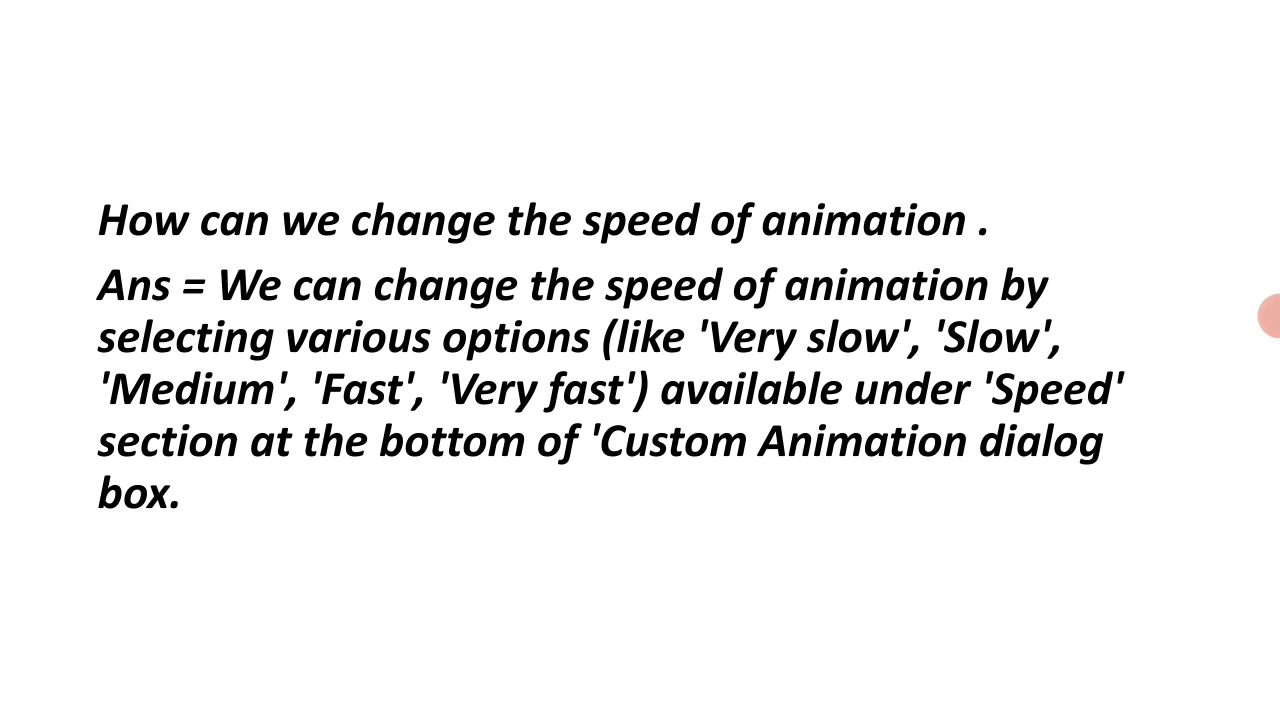 How can we change the speed of animation .
Ans = We can change the speed of animation by
selecting various options (like 'Very slow', 'Slow',
'Medium', 'Fast', 'Very fast') available under 'Speed'
section at the bottom of 'Custom Animation dialog
box.